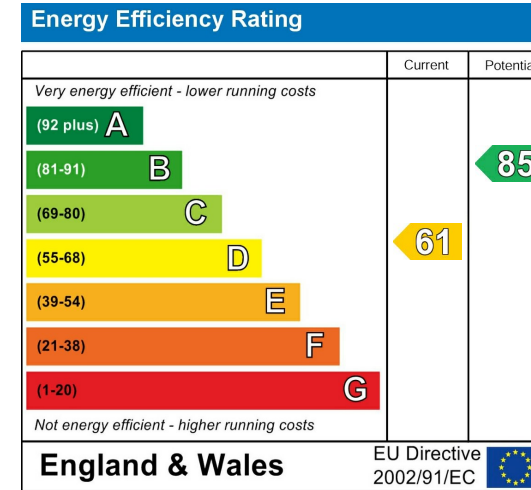 Energy Efficiency Rating
Current Potentia
Very energy efficient - lower running costs
(92 plus) A
(81-91) B
85
(69-80) C
61
(55-68) D
(39-54) E
(21-38) F
(1-20) G
Not energy efficient - higher running costs
England & Wales
EU Directive
2002/91/EC